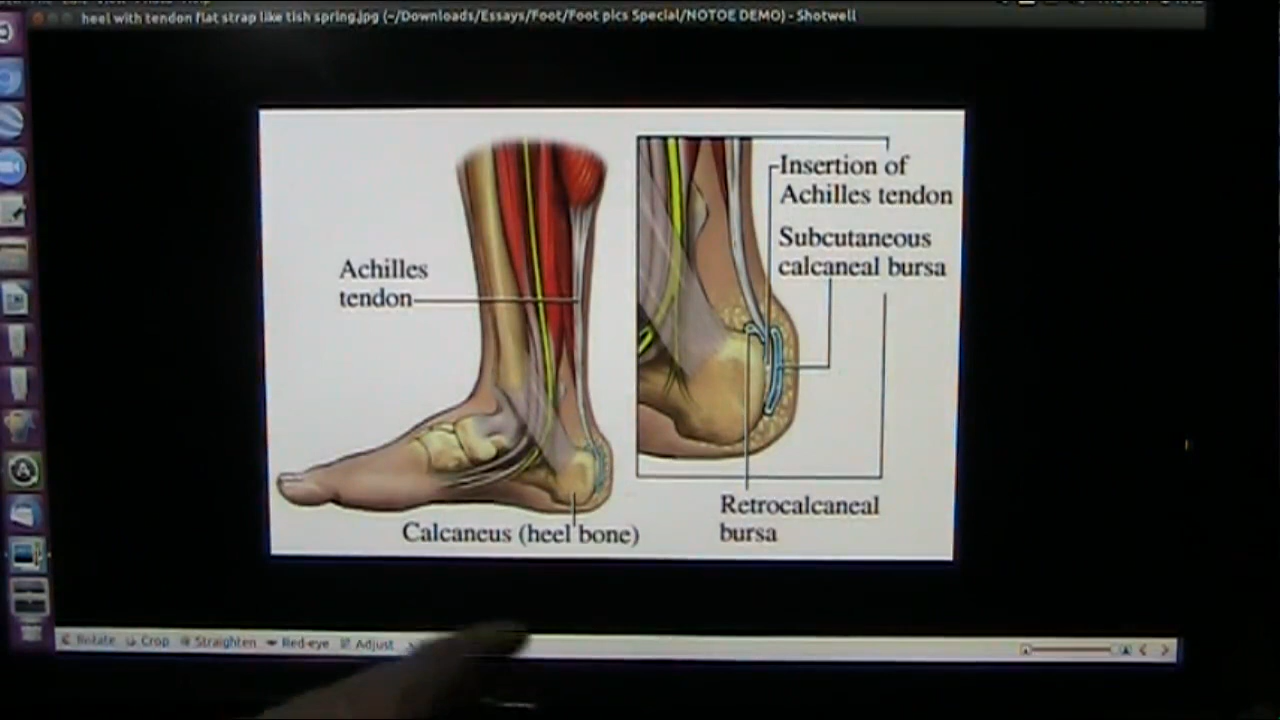 heel with tendon flat strap like tish spring.jpg (~/Downloads/Essays/Foot/Foot pics Special/NOTOE DEMO) - Shotwell
Achilles
tendon
Calcaneus (heel bone)
Insertion of
Achilles tendon
Subcutaneous
calcaneal bursa
Retrocalcaneal
bursa
Rotate Crop Straighten Red-eye Adjust